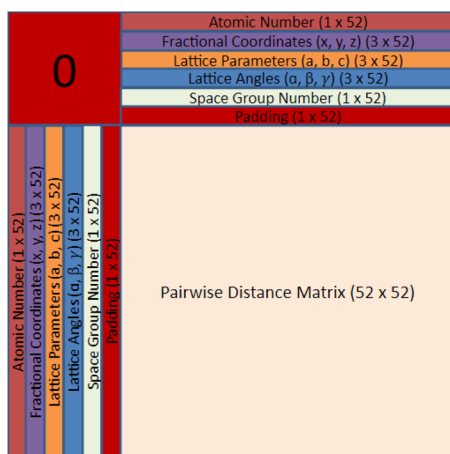 Atomic Number (1 x 52)
Fractional Coordinates (x, y, z) (3 x 52)
Lattice Parameters (a, b, c) (3 x 52)
Lattice Angles (α, β, γ) (3 x 52)
Space Group Number (1 x 52)
Padding (1 x 52)
0
Atomic Number (1 x 52)
Fractional Coordinates (x, y, z) (3 x 52)
Lattice Parameters (a, b, c) (3 x 52)
Lattice Angles (α, β, γ) (3 x 52)
Space Group Number (1 x 52)
Padding (1 x 52)
Pairwise Distance Matrix (52 x 52)